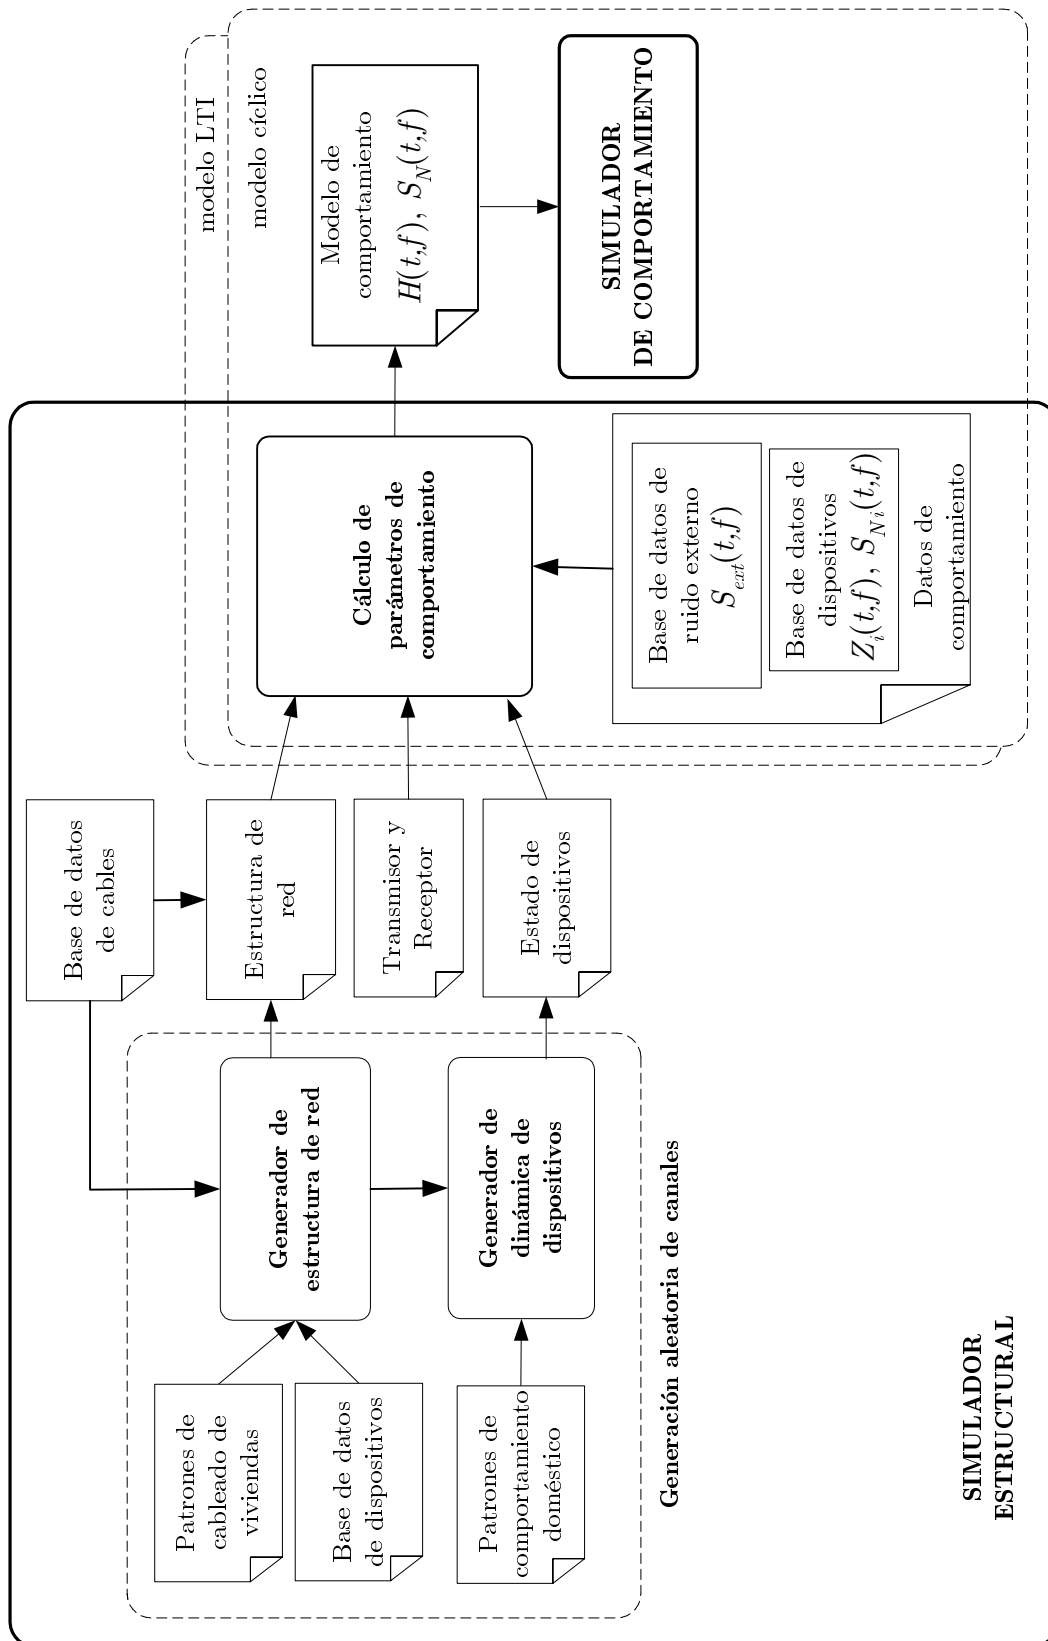 Patrones de
cableado de
viviendas
Base de datos
de dispositivos
Patrones de
comportamiento
doméstico
Generador de
estructura de red
Generador de
dinámica de
dispositivos
Generación aleatoria de canales
Base de datos
de cables
Estructura de
red
Transmisor y
Receptor
Estado de
dispositivos
Cálculo de
parámetros de
comportamiento
Base de datos de
ruido externo
S_ext(t,f)
Base de datos de
dispositivos
Z_i(t,f), S_Ni(t,f)
Datos de
comportamiento
modelo LTI
modelo cíclico
Modelo de
comportamiento
H(t,f), S_N(t,f)
SIMULADOR
DE COMPORTAMIENTO
SIMULADOR
ESTRUCTURAL